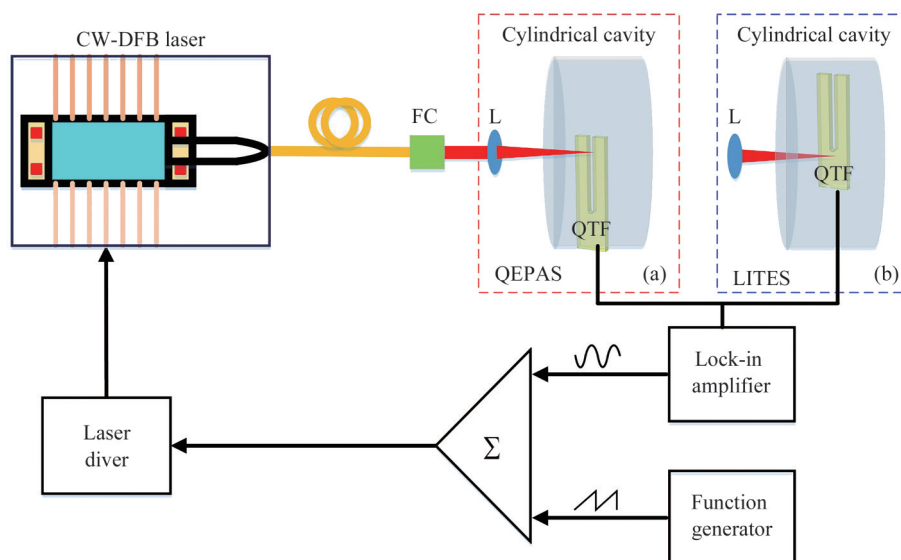 CW-DFB laser
FC
L
Cylindrical cavity
QTF
QEPAS
(a)
Cylindrical cavity
L
QTF
LITES
(b)
Lock-in
amplifier
Laser
diver
Σ
Function
generator